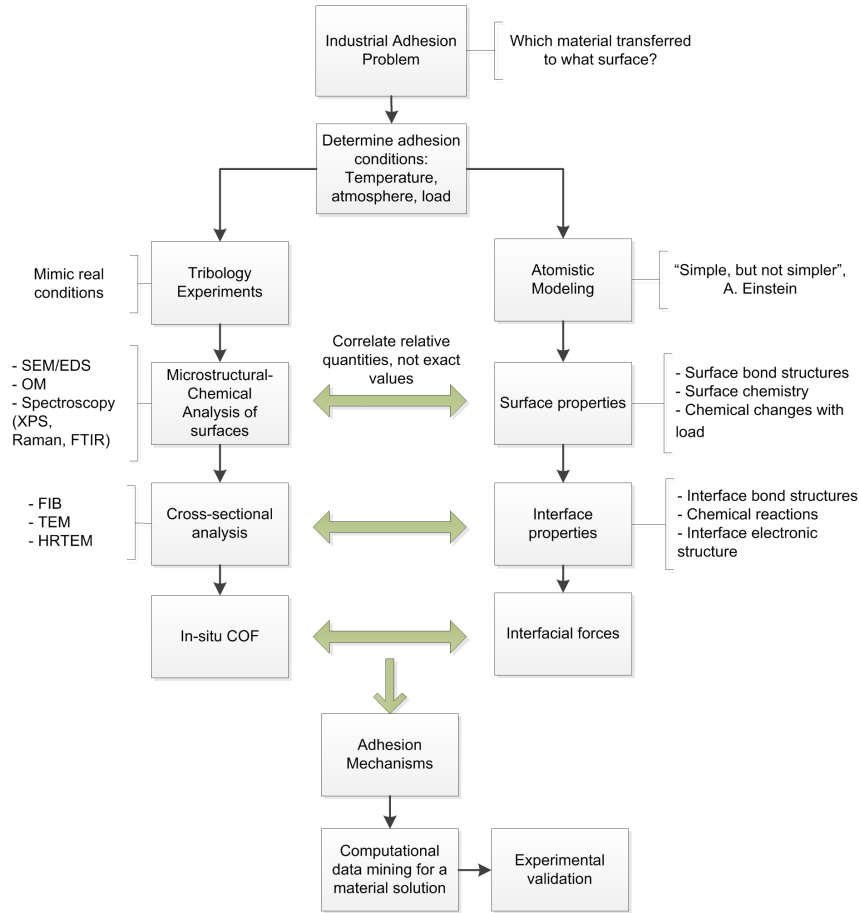 Industrial Adhesion
Problem
Which material transferred
to what surface?
Determine adhesion
conditions:
Temperature,
atmosphere, load
Mimic real
conditions
Tribology
Experiments
Atomistic
Modeling
“Simple, but not simpler”,
A. Einstein
Correlate relative
quantities, not exact
values
- SEM/EDS
- OM
- Spectroscopy
(XPS,
Raman, FTIR)
Microstructural-
Chemical
Analysis of
surfaces
Surface properties
- Surface bond structures
- Surface chemistry
- Chemical changes with
load
- FIB
- TEM
- HRTEM
Cross-sectional
analysis
Interface
properties
- Interface bond structures
- Chemical reactions
- Interface electronic
structure
In-situ COF
Interfacial forces
Adhesion
Mechanisms
Computational
data mining for a
material solution
Experimental
validation